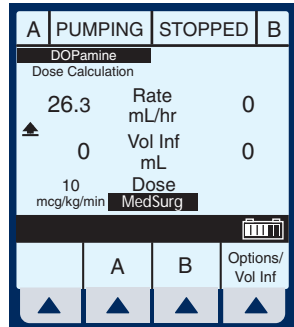 A PUMPING STOPPED B
DOPamine
Dose Calculation
26.3 Rate 0
mL/hr
0 Vol Inf 0
mL
10 Dose
mcg/kg/min MedSurg
A B Options/
Vol Inf